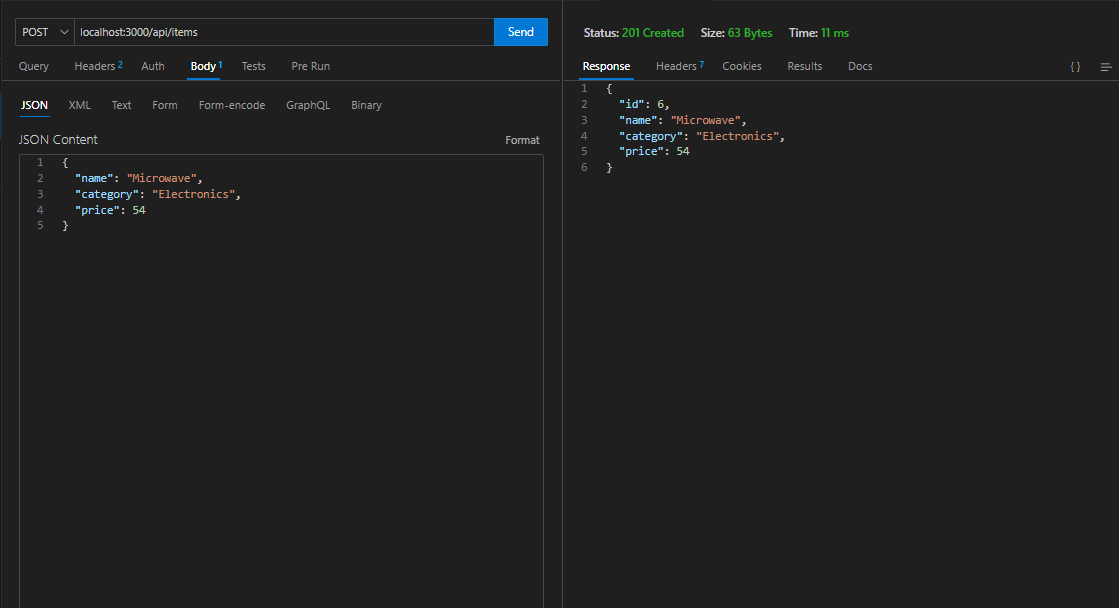 POST localhost:3000/api/items Send
Query Headers 2 Auth Body 1 Tests Pre Run
JSON XML Text Form Form-encode GraphQL Binary
JSON Content Format
1 {
2 "name": "Microwave",
3 "category": "Electronics",
4 "price": 54
5 }
Status: 201 Created Size: 63 Bytes Time: 11 ms
Response Headers 7 Cookies Results Docs { }
1 {
2 "id": 6,
3 "name": "Microwave",
4 "category": "Electronics",
5 "price": 54
6 }